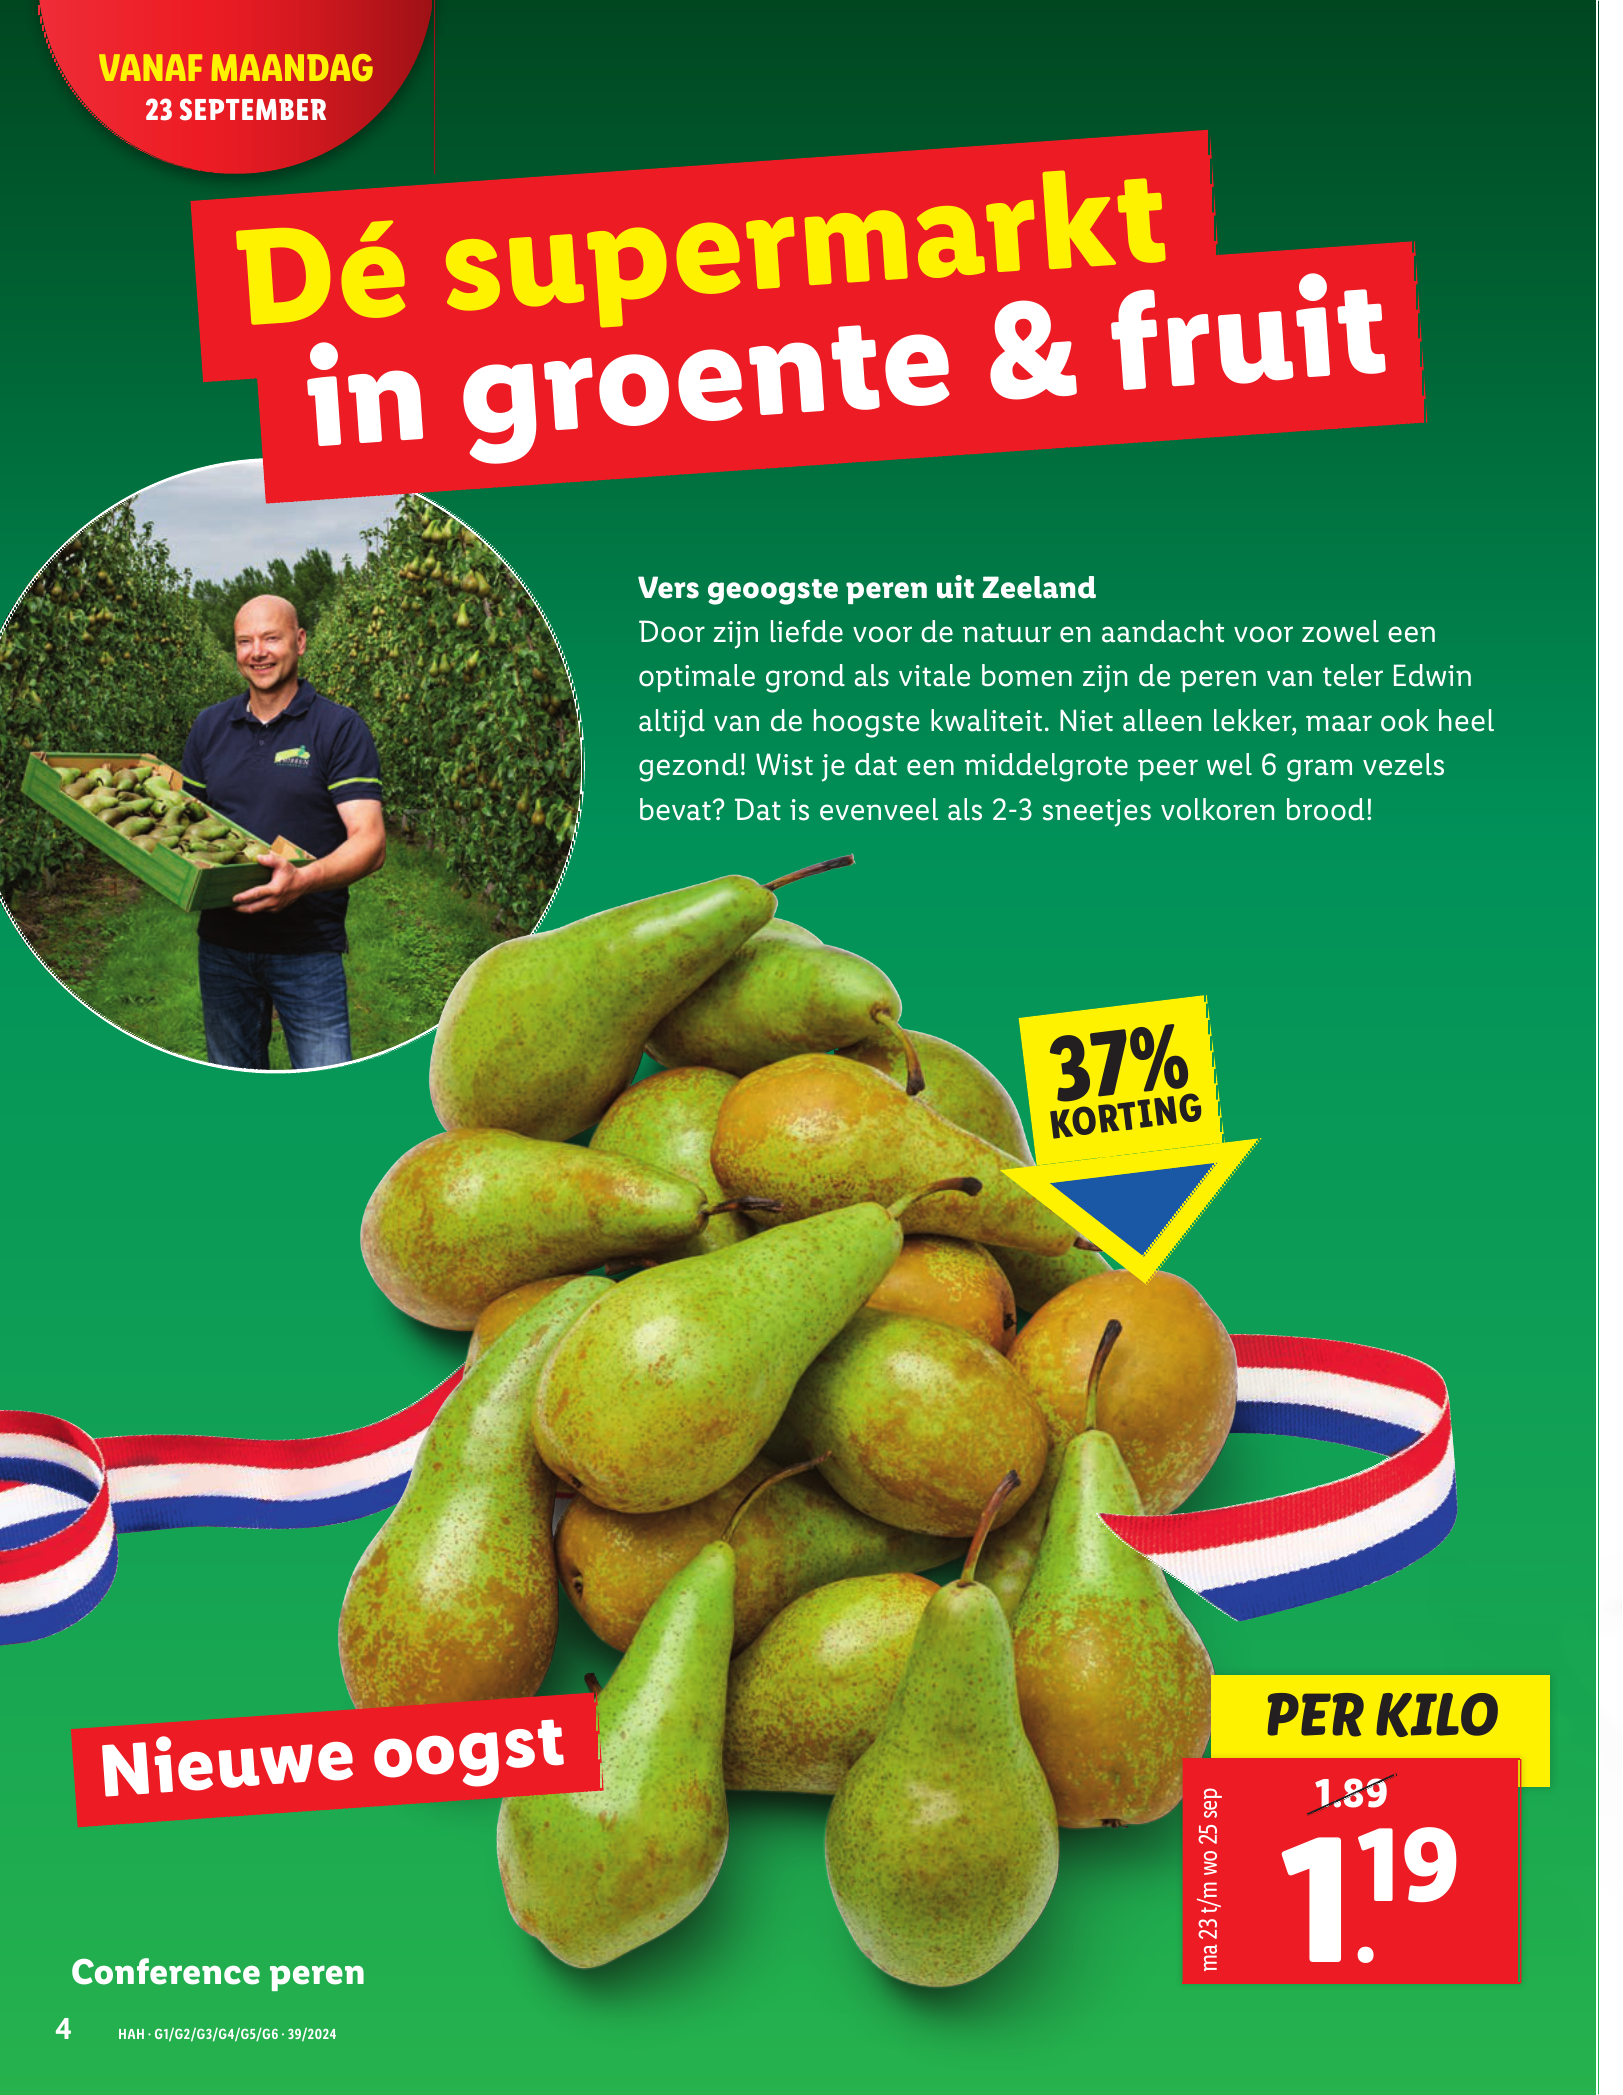 VANAF MAANDAG
23 SEPTEMBER
Dé supermarkt
in groente & fruit
Vers geoogste peren uit Zeeland
Door zijn liefde voor de natuur en aandacht voor zowel een
optimale grond als vitale bomen zijn de peren van teler Edwin
altijd van de hoogste kwaliteit. Niet alleen lekker, maar ook heel
gezond! Wist je dat een middelgrote peer wel 6 gram vezels
bevat? Dat is evenveel als 2-3 sneetjes volkoren brood!
37%
KORTING
Nieuwe oogst
PER KILO
1.89
1.19
ma 23 t/m wo 25 sep
Conference peren
4
HAH · G1/G2/G3/G4/G5/G6 · 39/2024